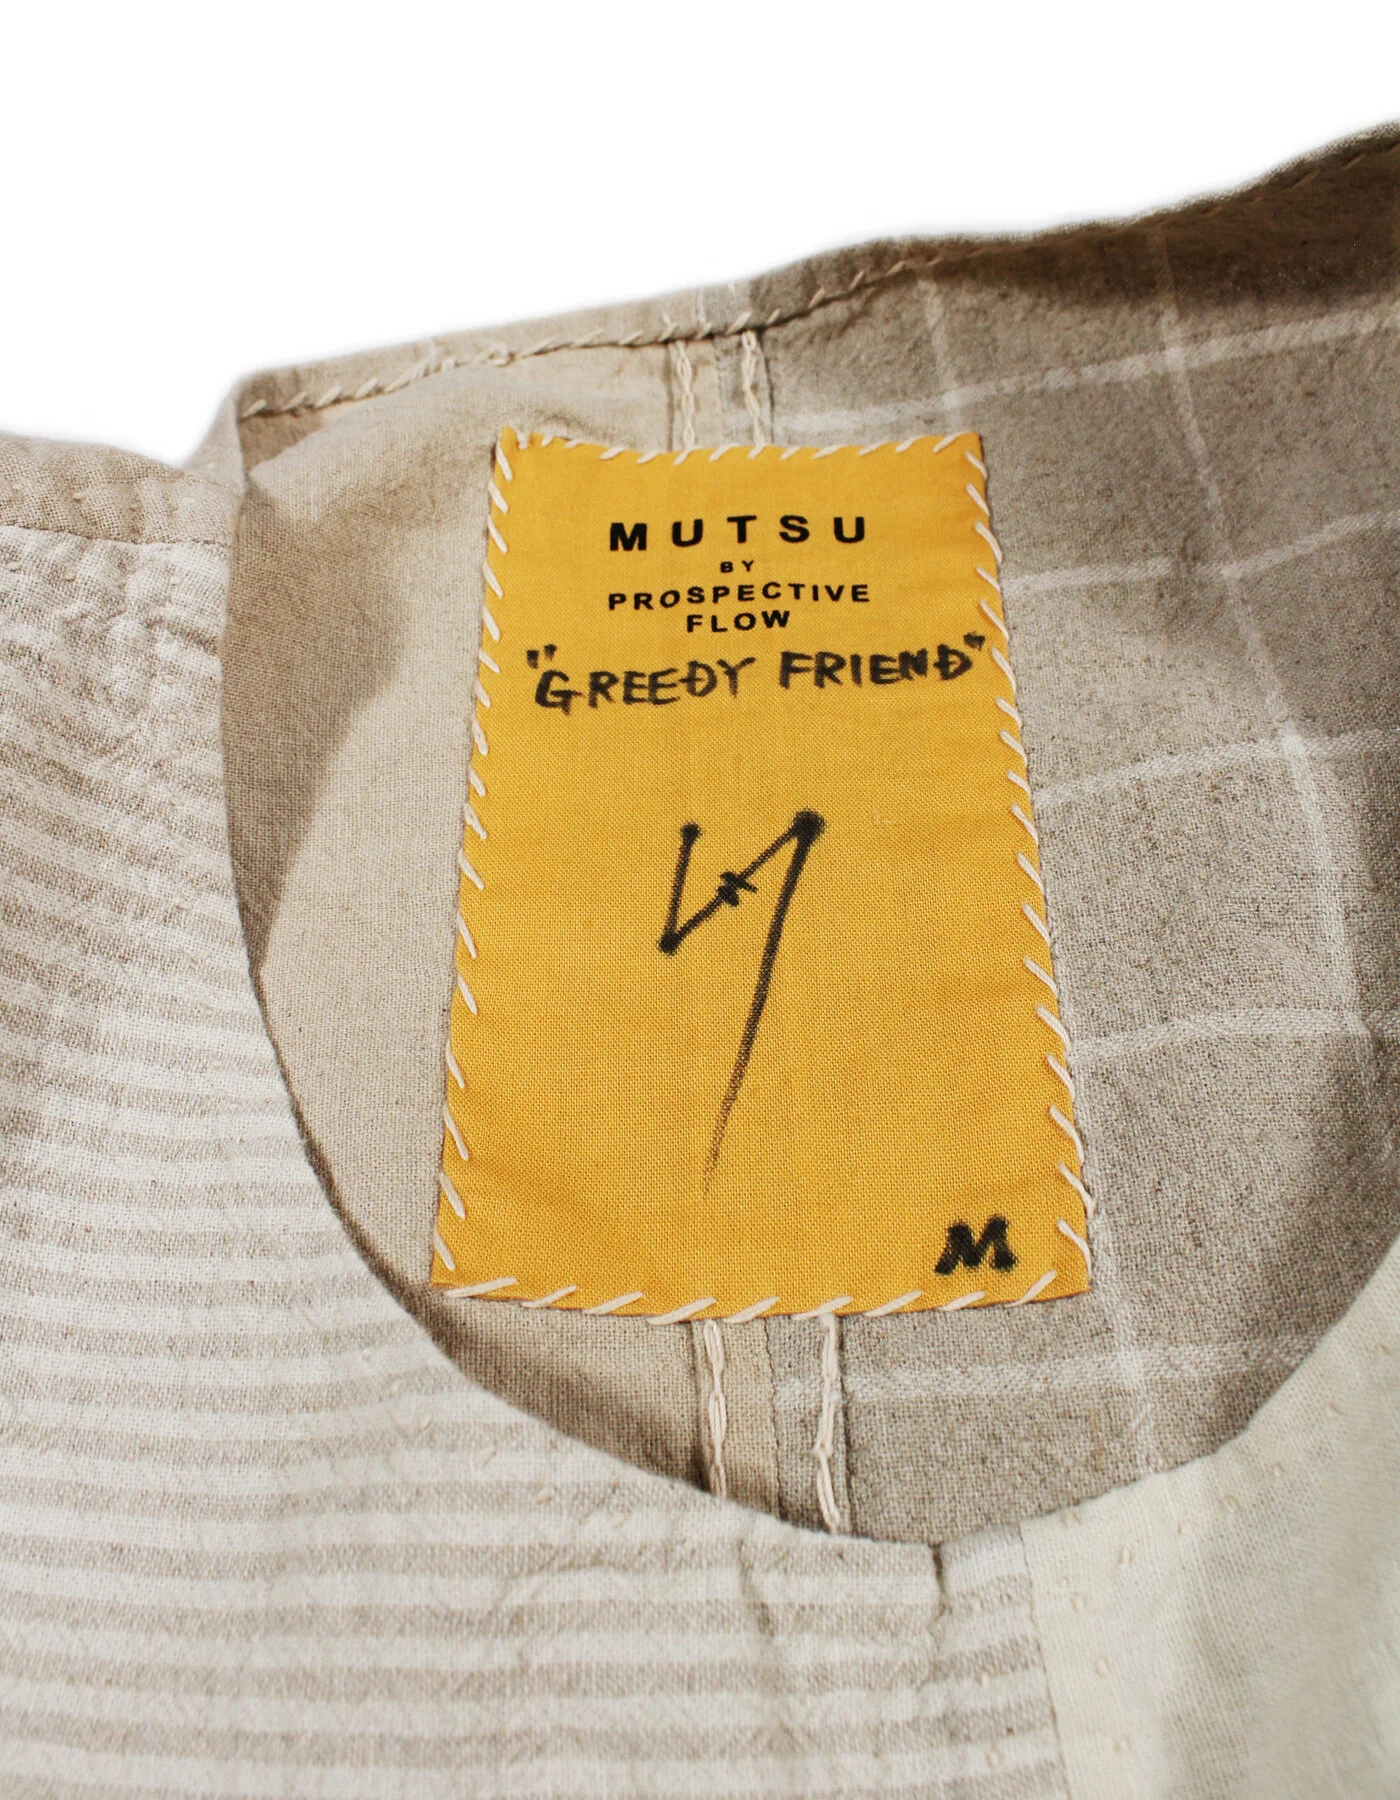 MUTSU
BY
PROSPECTIVE
FLOW
"GREEDY FRIEND"
M